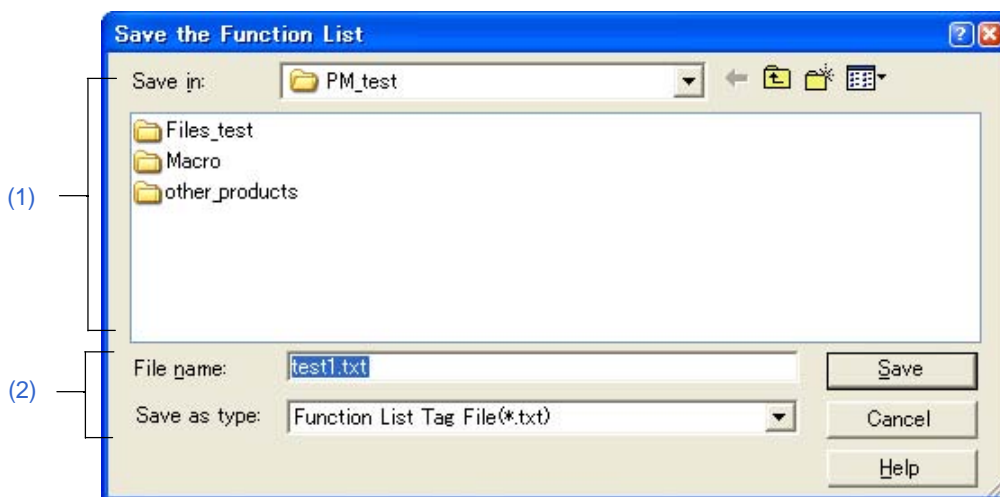 Save the Function List
Save in: PM_test
Files_test
Macro
other_products
(1)
File name: test1.txt Save
(2)
Save as type: Function List Tag File(*.txt) Cancel
Help